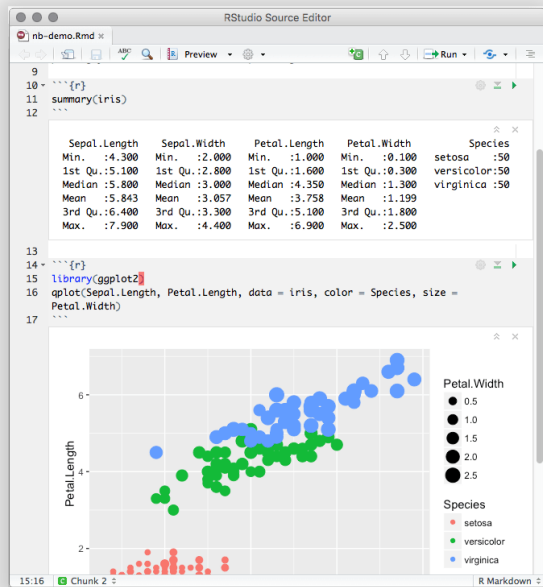 RStudio Source Editor
nb-demo.Rmd
ABC Preview Run
9
10 ```{r}
11 summary(iris)
12 ```
Sepal.Length Sepal.Width Petal.Length Petal.Width Species
Min. :4.300 Min. :2.000 Min. :1.000 Min. :0.100 setosa :50
1st Qu.:5.100 1st Qu.:2.800 1st Qu.:1.600 1st Qu.:0.300 versicolor:50
Median :5.800 Median :3.000 Median :4.350 Median :1.300 virginica :50
Mean :5.843 Mean :3.057 Mean :3.758 Mean :1.199
3rd Qu.:6.400 3rd Qu.:3.300 3rd Qu.:5.100 3rd Qu.:1.800
Max. :7.900 Max. :4.400 Max. :6.900 Max. :2.500
13
14 ```{r}
15 library(ggplot2)
16 qplot(Sepal.Length, Petal.Length, data = iris, color = Species, size =
Petal.Width)
17 ```
6
4
2
Petal.Length
Petal.Width
0.5
1.0
1.5
2.0
2.5
Species
setosa
versicolor
virginica
15:16 Chunk 2 R Markdown